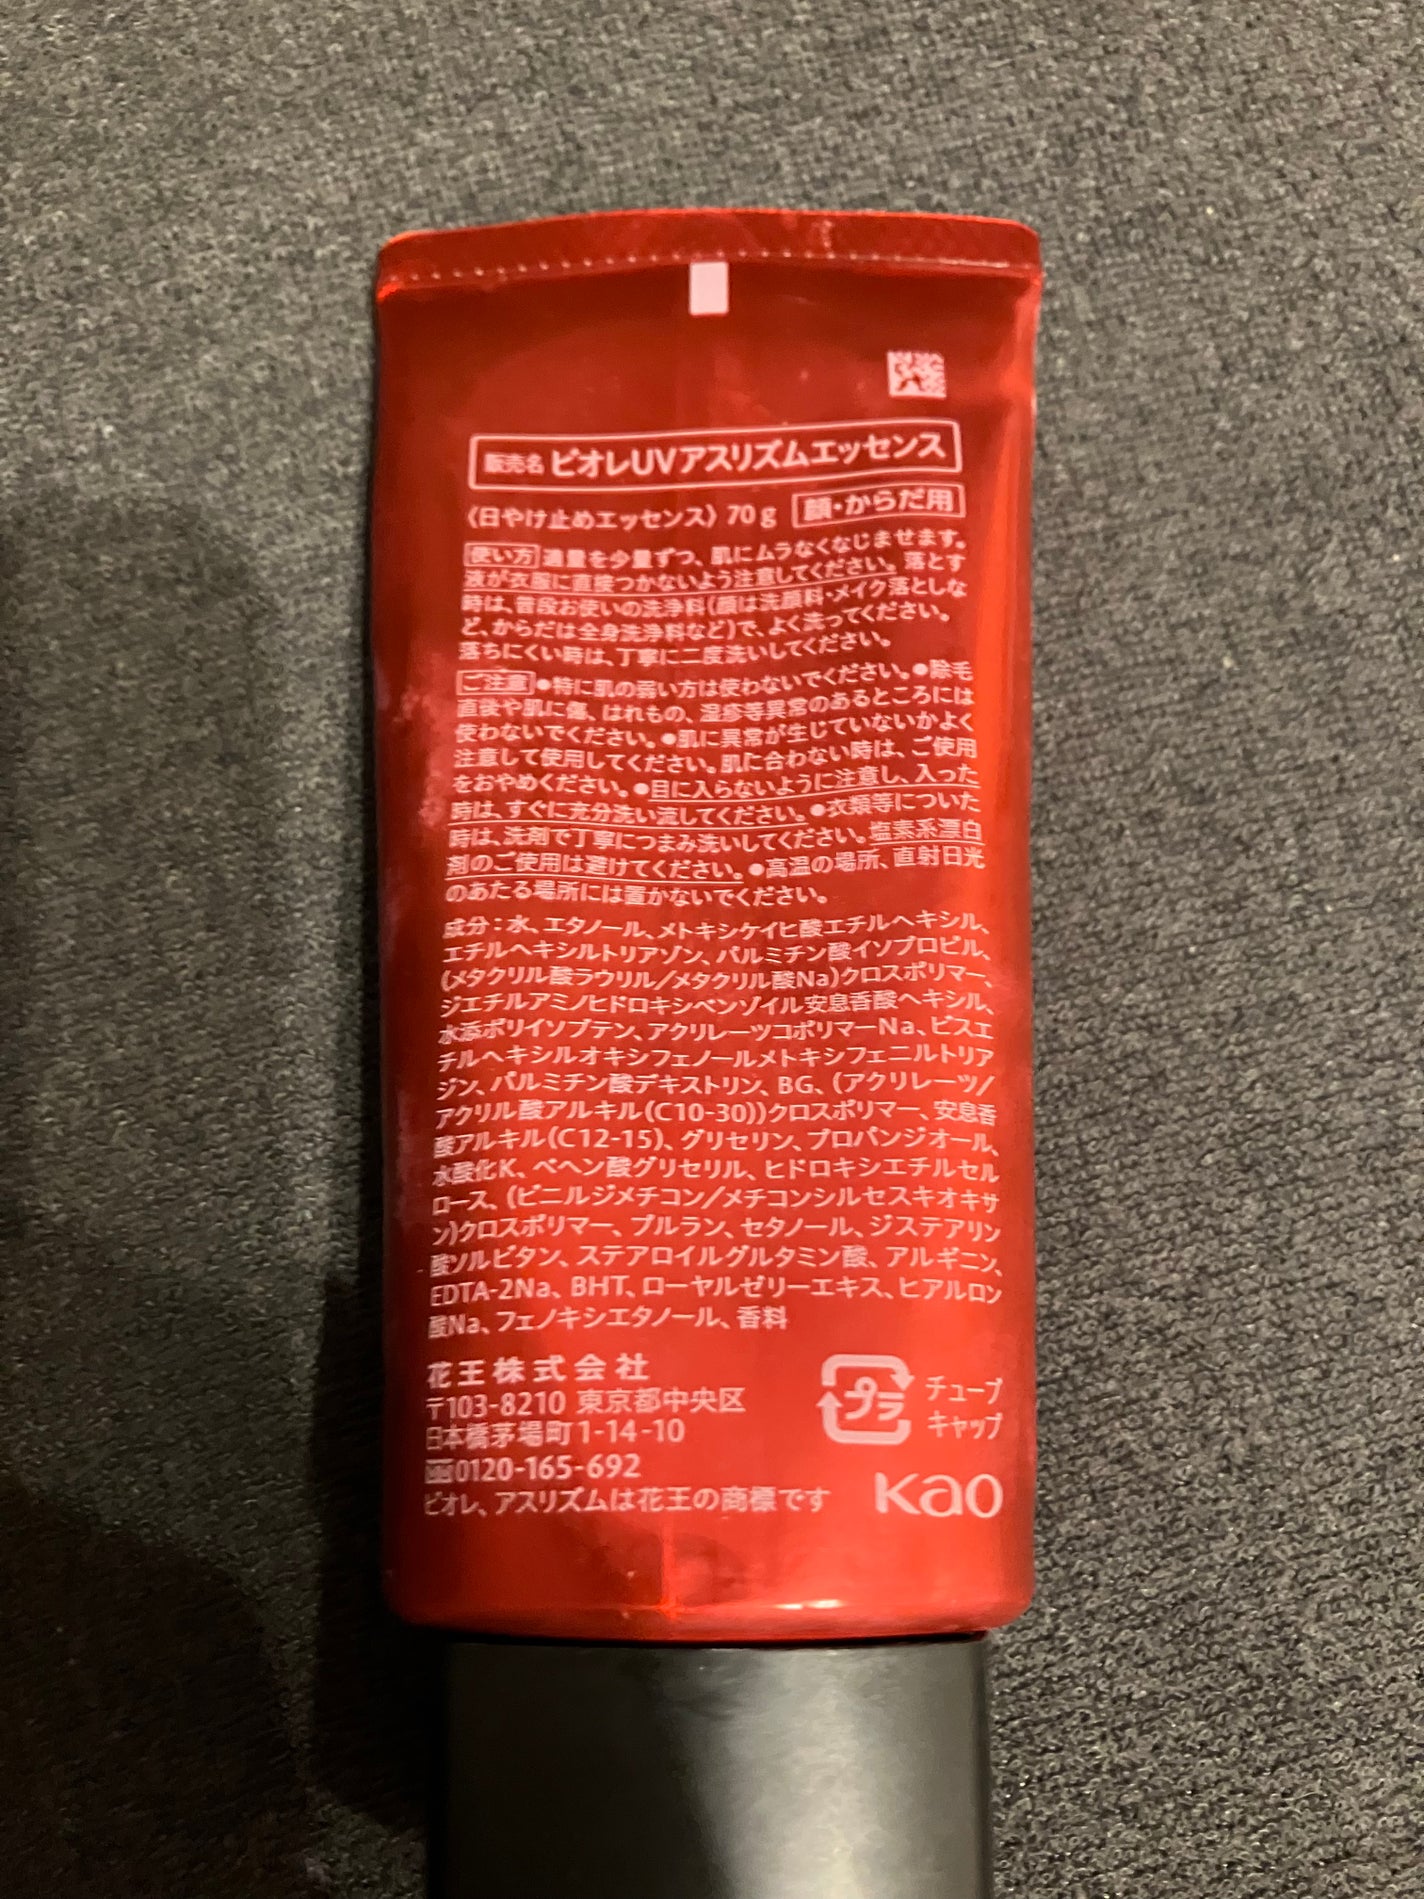 販売名 ビオレUVアスリズムエッセンス
〈日やけ止めエッセンス〉 70g 顔・からだ用
使い方 適量を少量ずつ、肌にムラなくなじませます。
液が衣服に直接つかないよう注意してください。落とす
時は、普段お使いの洗浄料(顔は洗顔料・メイク落としな
ど、からだは全身洗浄料など)で、よく洗ってください。
落ちにくい時は、丁寧に二度洗いしてください。
ご注意 ●特に肌の弱い方は使わないでください。●除毛
直後や肌に傷、はれもの、湿疹等異常のあるところには
使わないでください。●肌に異常が生じていないかよく
注意して使用してください。肌に合わない時は、ご使用
をおやめください。●目に入らないように注意し、入った
時は、すぐに充分洗い流してください。●衣類等についた
時は、洗剤で丁寧につまみ洗いしてください。塩素系漂白
剤のご使用は避けてください。●高温の場所、直射日光
のあたる場所には置かないでください。
成分：水、エタノール、メトキシケイヒ酸エチルヘキシル、
エチルヘキシルトリアゾン、パルミチン酸イソプロピル、
(メタクリル酸ラウリル／メタクリル酸Na)クロスポリマー、
ジエチルアミノヒドロキシベンゾイル安息香酸ヘキシル、
水添ポリイソブテン、アクリレーツコポリマーNa、ビスエ
チルヘキシルオキシフェノールメトキシフェニルトリア
ジン、パルミチン酸デキストリン、BG、(アクリレーツ／
アクリル酸アルキル(C10-30))クロスポリマー、安息香
酸アルキル(C12-15)、グリセリン、プロパンジオール、
水酸化K、ベヘン酸グリセリル、ヒドロキシエチルセル
ロース、(ビニルジメチコン／メチコンシルセスキオキサ
ン)クロスポリマー、プルラン、セタノール、ジステアリン
酸ソルビタン、ステアロイルグルタミン酸、アルギニン、
EDTA-2Na、BHT、ローヤルゼリーエキス、ヒアルロン
酸Na、フェノキシエタノール、香料
花王株式会社
〒103-8210 東京都中央区
日本橋茅場町1-14-10
0120-165-692
ビオレ、アスリズムは花王の商標です
プラ
チューブ
キャップ
Kao